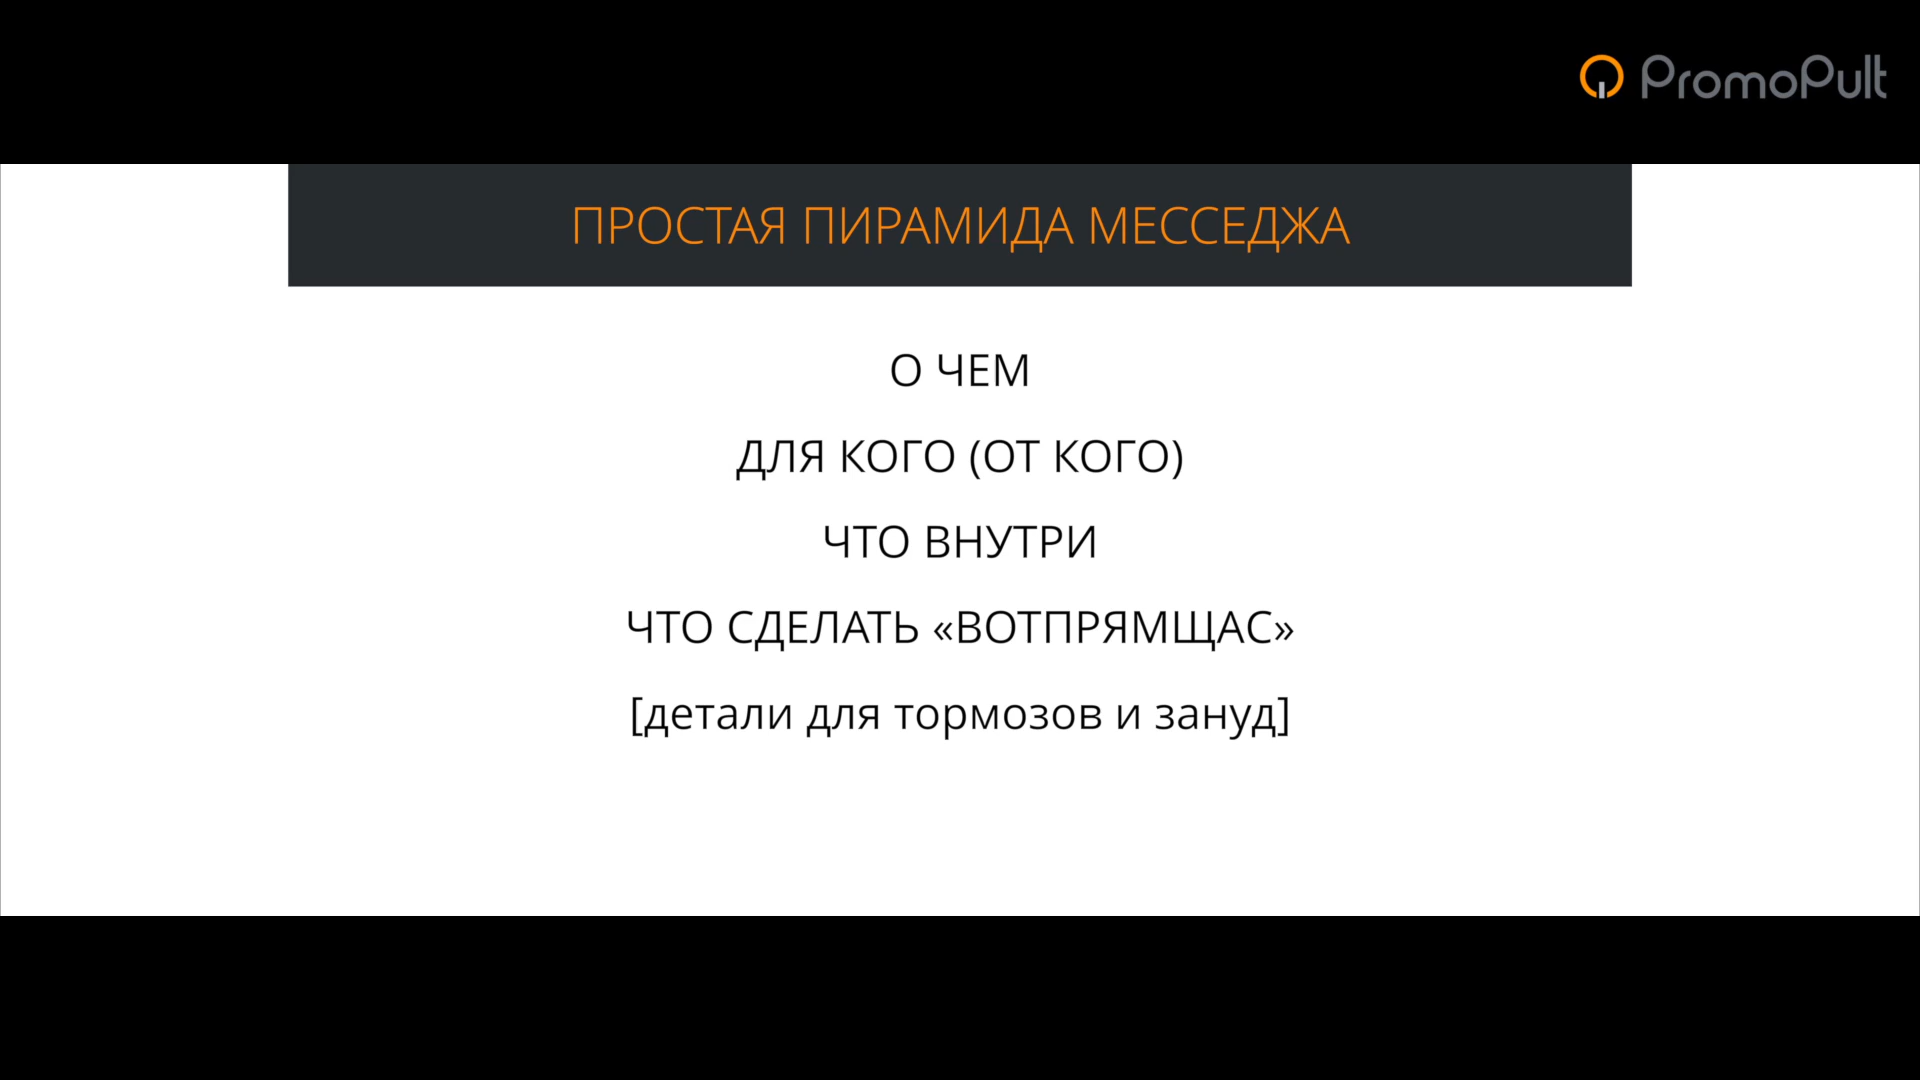 PromoPult
ПРОСТАЯ ПИРАМИДА МЕССЕДЖА
О ЧЕМ
ДЛЯ КОГО (ОТ КОГО)
ЧТО ВНУТРИ
ЧТО СДЕЛАТЬ «ВОТПРЯМЩАС»
[детали для тормозов и зануд]